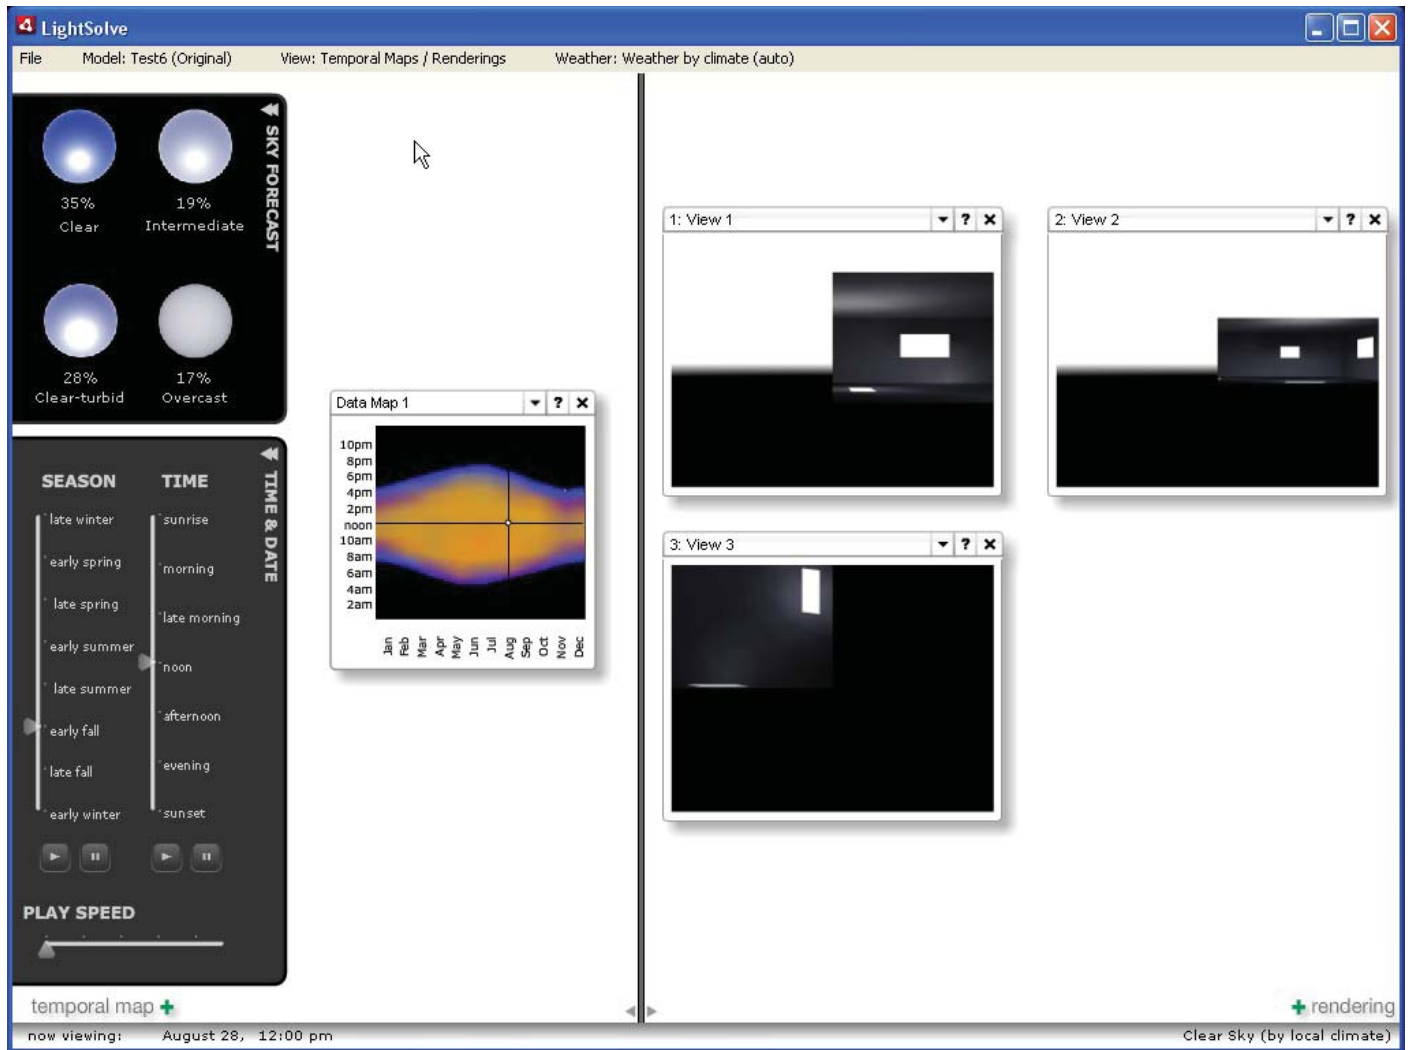 LightSolve
File Model: Test6 (Original) View: Temporal Maps / Renderings Weather: Weather by climate (auto)
SKY FORECAST
35% 19%
Clear Intermediate
28% 17%
Clear-turbid Overcast
TIME & DATE
SEASON
late winter
early spring
late spring
early summer
late summer
early fall
late fall
early winter
TIME
sunrise
morning
late morning
noon
afternoon
evening
sunset
PLAY SPEED
temporal map +
Data Map 1 ?
10pm
8pm
6pm
4pm
2pm
noon
10am
8am
6am
4am
2am
Jan Feb Mar Apr May Jun Jul Aug Sep Oct Nov Dec
1: View 1 ?
2: View 2 ?
3: View 3 ?
+ rendering
now viewing: August 28, 12:00 pm
Clear Sky (by local climate)